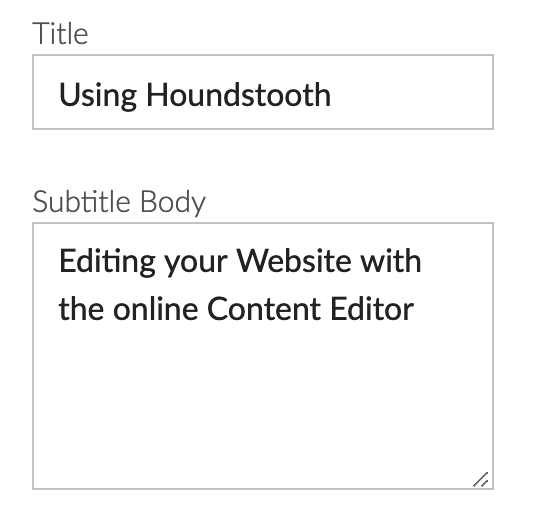 Title
Using Houndstooth
Subtitle Body
Editing your Website with
the online Content Editor